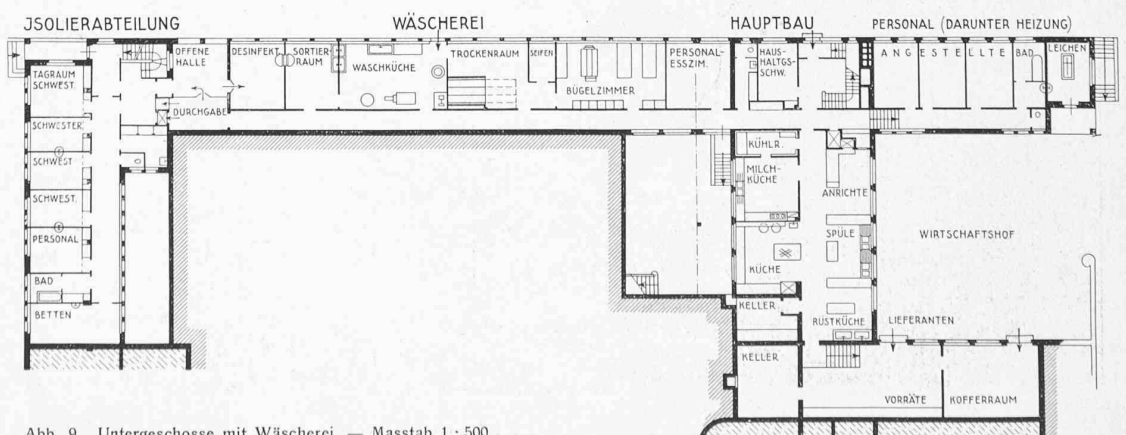 JSOLIERABTEILUNG
WÄSCHEREI
HAUPTBAU
PERSONAL (DARUNTER HEIZUNG)
TAGRAUM
SCHWEST.
OFFENE
HALLE
DESINFEKT
SORTIER
RAUM
WASCHKÜCHE
TROCKENRAUM
SEIFEN
BÜGELZIMMER
PERSONAL-
ESSZIM.
HAUS-
HALTGS-
SCHW.
ANGESTELLTE
BAD
LEICHEN
DURCHGABE
SCHWESTER
SCHWEST
SCHWEST.
PERSONAL
BAD
BETTEN
KÜHLR.
MILCH-
KÜCHE
ANRICHTE
SPÜLE
KÜCHE
WIRTSCHAFTSHOF
KELLER
RÜSTKÜCHE
LIEFERANTEN
KELLER
VORRÄTE
KOFFERRAUM
Abb. 9. Untergeschosse mit Wäscherei. — Masstab 1 : 500